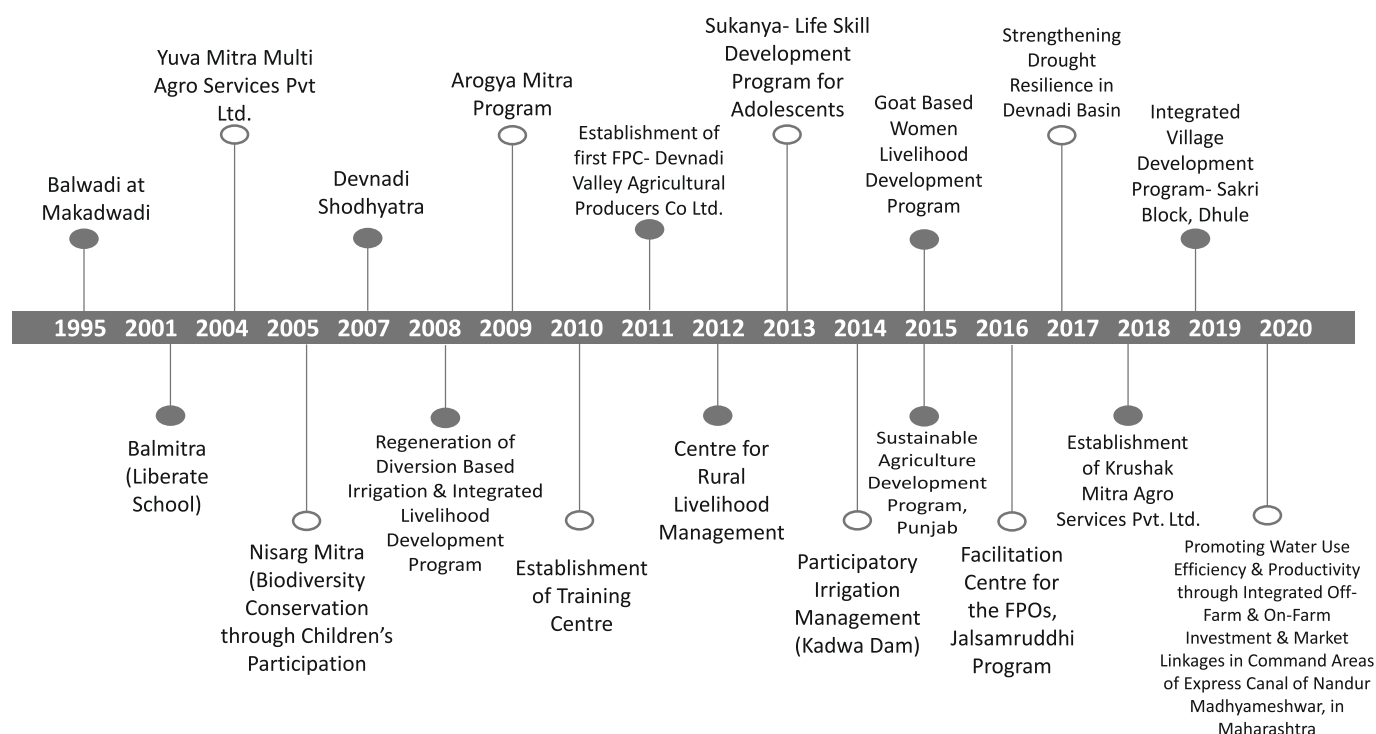 Yuva Mitra Multi
Agro Services Pvt
Ltd.
Arogya Mitra
Program
Sukanya- Life Skill
Development
Program for
Adolescents
Strengthening
Drought
Resilience in
Devnadi Basin
Balwadi at
Makadwadi
Devnadi
Shodhyatra
Establishment of
first FPC- Devnadi
Valley Agricultural
Producers Co Ltd.
Goat Based
Women
Livelihood
Development
Program
Integrated
Village
Development
Program- Sakri
Block, Dhule
1995 2001 2004 2005 2007 2008 2009 2010 2011 2012 2013 2014 2015 2016 2017 2018 2019 2020
Balmitra
(Liberate
School)
Regeneration of
Diversion Based
Irrigation & Integrated
Livelihood
Development
Program
Centre for
Rural
Livelihood
Management
Sustainable
Agriculture
Development
Program,
Punjab
Establishment
of Krushak
Mitra Agro
Services Pvt. Ltd.
Nisarg Mitra
(Biodiversity
Conservation
through Children’s
Participation
Establishment
of Training
Centre
Participatory
Irrigation
Management
(Kadwa Dam)
Facilitation
Centre for
the FPOs,
Jalsamruddhi
Program
Promoting Water Use
Efficiency & Productivity
through Integrated Off-
Farm & On-Farm
Investment & Market
Linkages in Command Areas
of Express Canal of Nandur
Madhyameshwar, in
Maharashtra